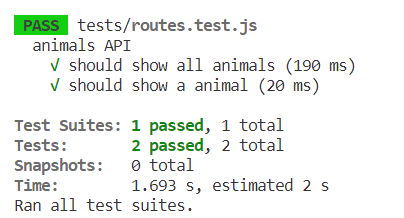 PASS tests/routes.test.js
animals API
√ should show all animals (190 ms)
√ should show a animal (20 ms)
Test Suites: 1 passed, 1 total
Tests: 2 passed, 2 total
Snapshots: 0 total
Time: 1.693 s, estimated 2 s
Ran all test suites.